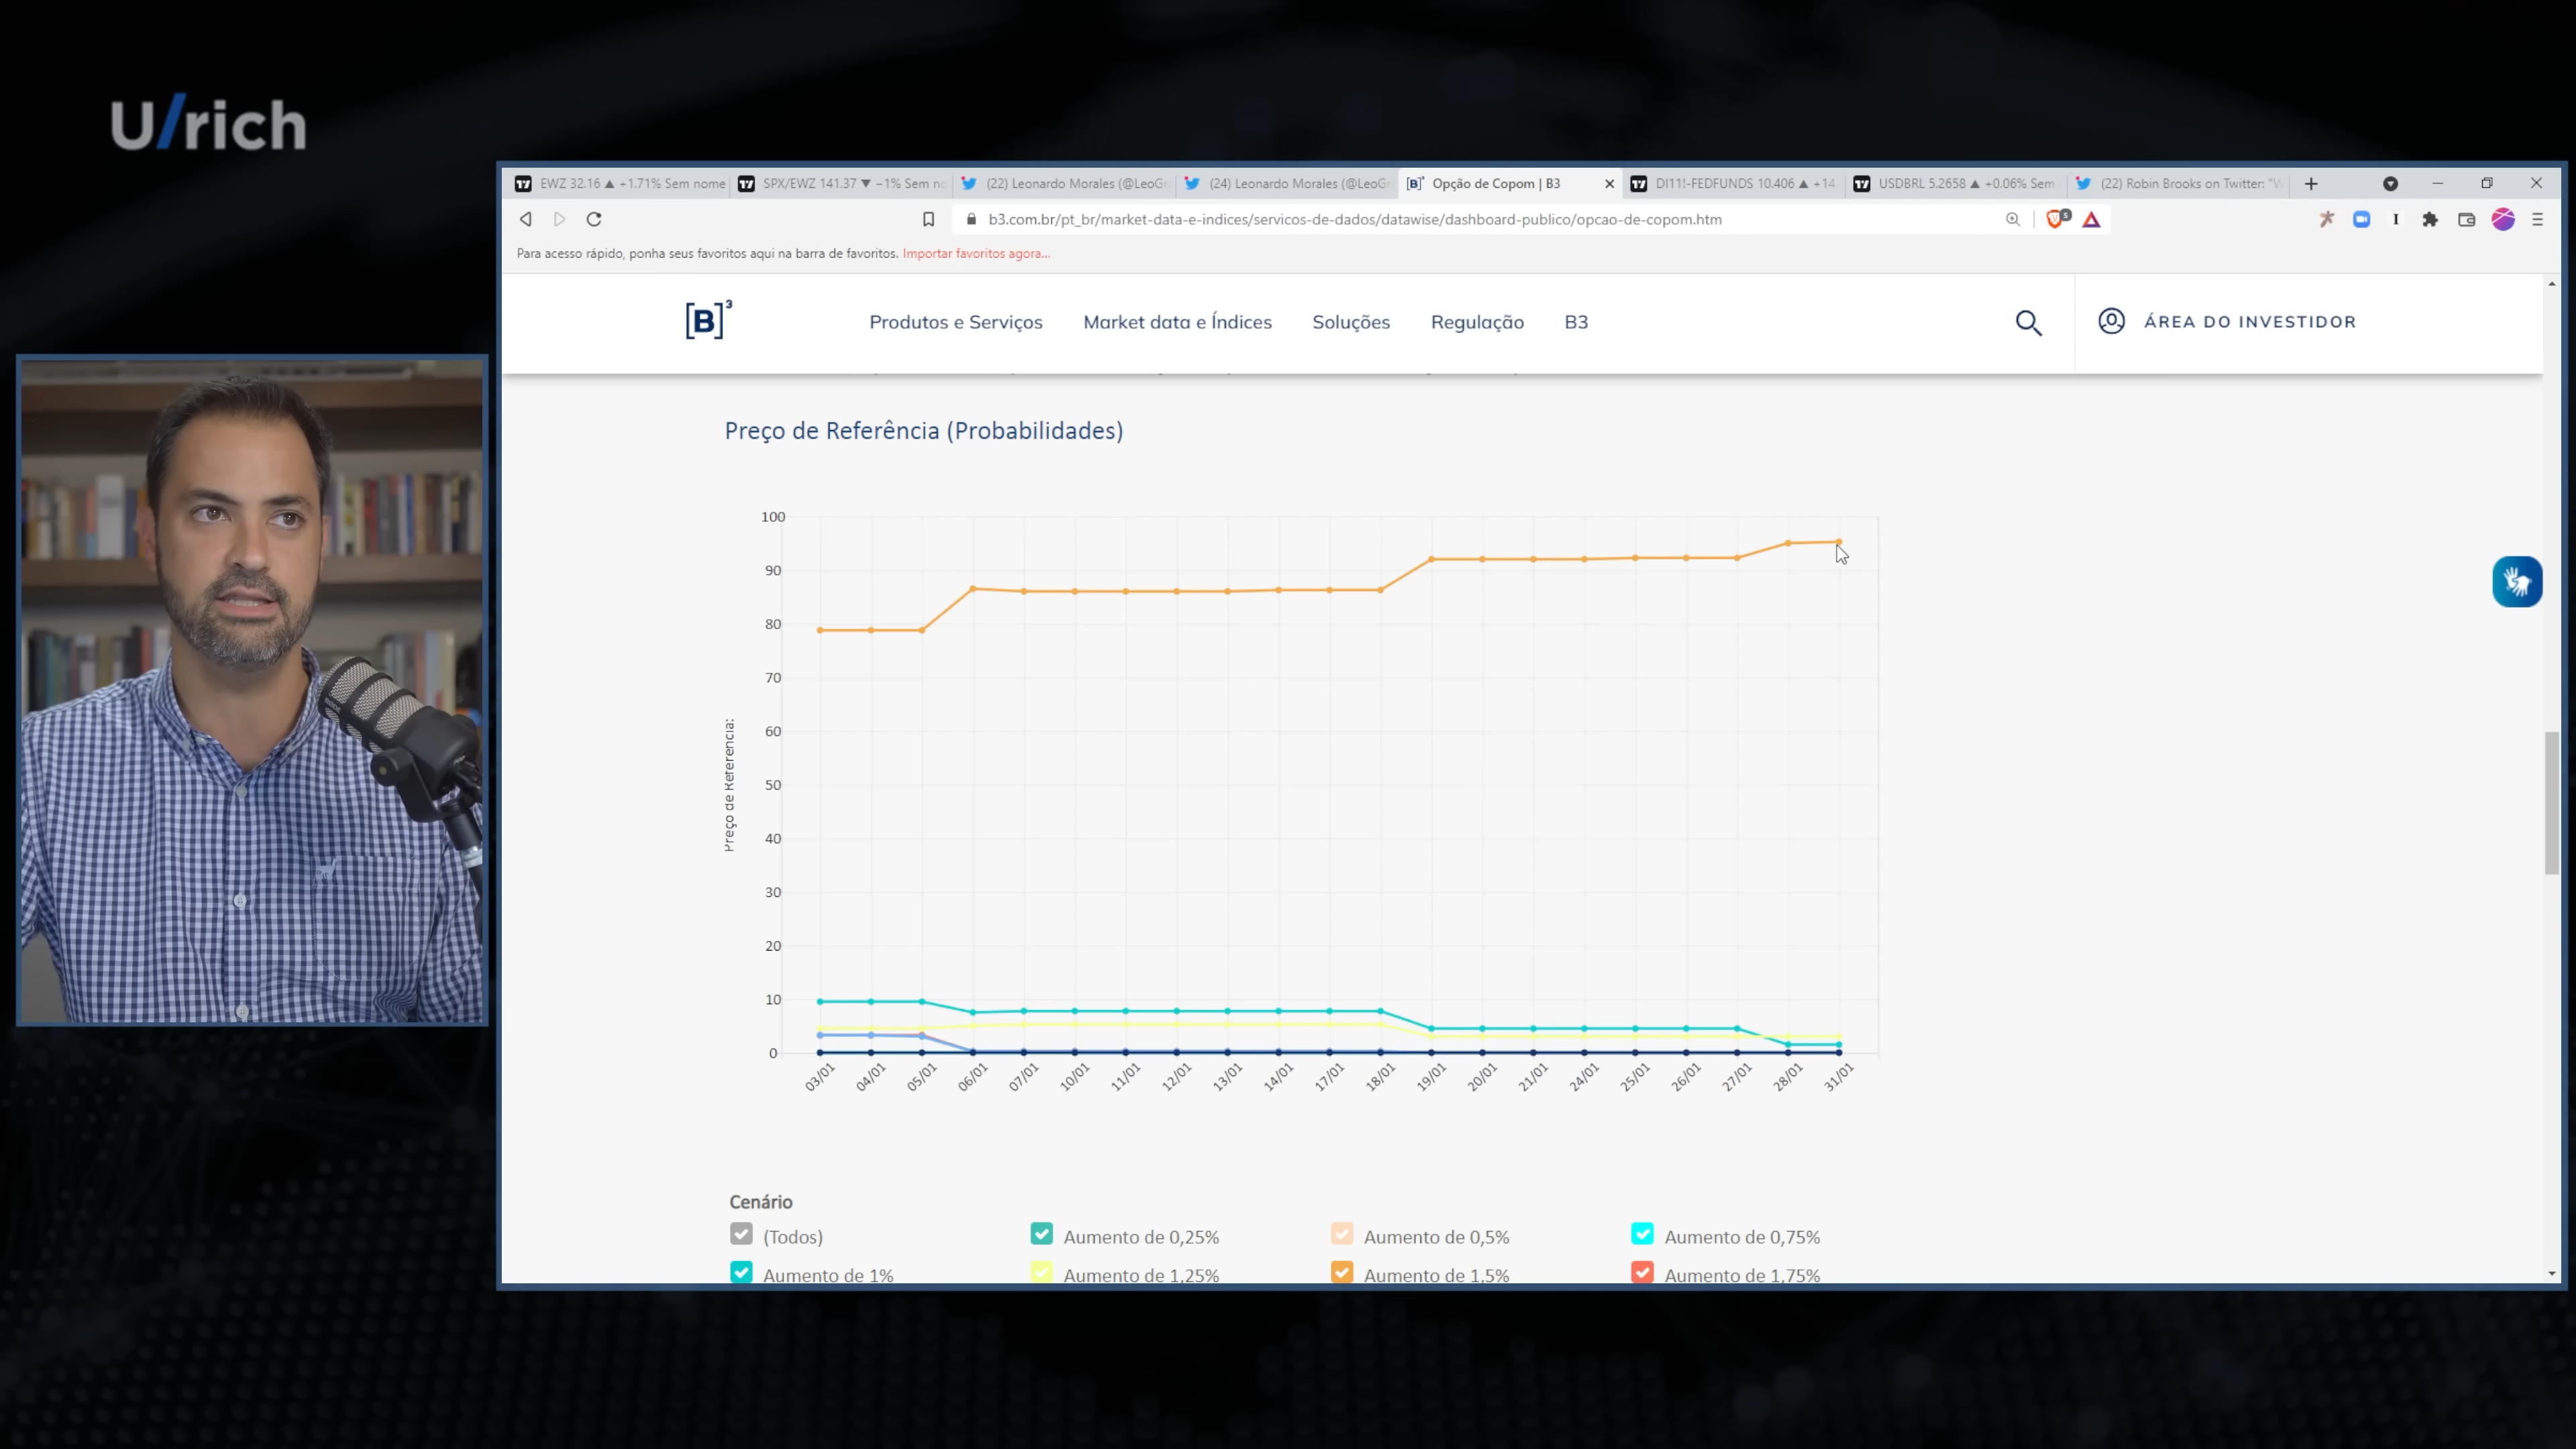 U/rich
EWZ 32.16 ▲ +1.71% Sem nome
SPX/EWZ 141.37 ▼ −1% Sem no
(22) Leonardo Morales (@LeoGr
(24) Leonardo Morales (@LeoGr
[B]³ Opção de Copom | B3
DI11!-FEDFUNDS 10.406 ▲ +14
USDBRL 5.2658 ▲ +0.06% Sem
(22) Robin Brooks on Twitter: "W
b3.com.br/pt_br/market-data-e-indices/servicos-de-dados/datawise/dashboard-publico/opcao-de-copom.htm
5
Para acesso rápido, ponha seus favoritos aqui na barra de favoritos. Importar favoritos agora...
[B]³
Produtos e Serviços
Market data e Índices
Soluções
Regulação
B3
ÁREA DO INVESTIDOR
Preço de Referência (Probabilidades)
Preço de Referencia:
100
90
80
70
60
50
40
30
20
10
0
03/01
04/01
05/01
06/01
07/01
10/01
11/01
12/01
13/01
14/01
17/01
18/01
19/01
20/01
21/01
24/01
25/01
26/01
27/01
28/01
31/01
Cenário
(Todos)
Aumento de 0,25%
Aumento de 0,5%
Aumento de 0,75%
Aumento de 1%
Aumento de 1,25%
Aumento de 1,5%
Aumento de 1,75%